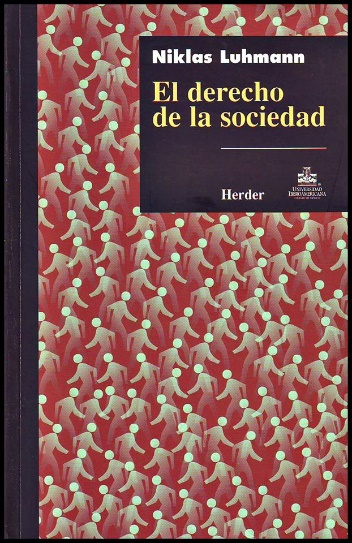 Niklas Luhmann
El derecho
de la sociedad
Herder
UNIVERSIDAD
IBEROAMERICANA